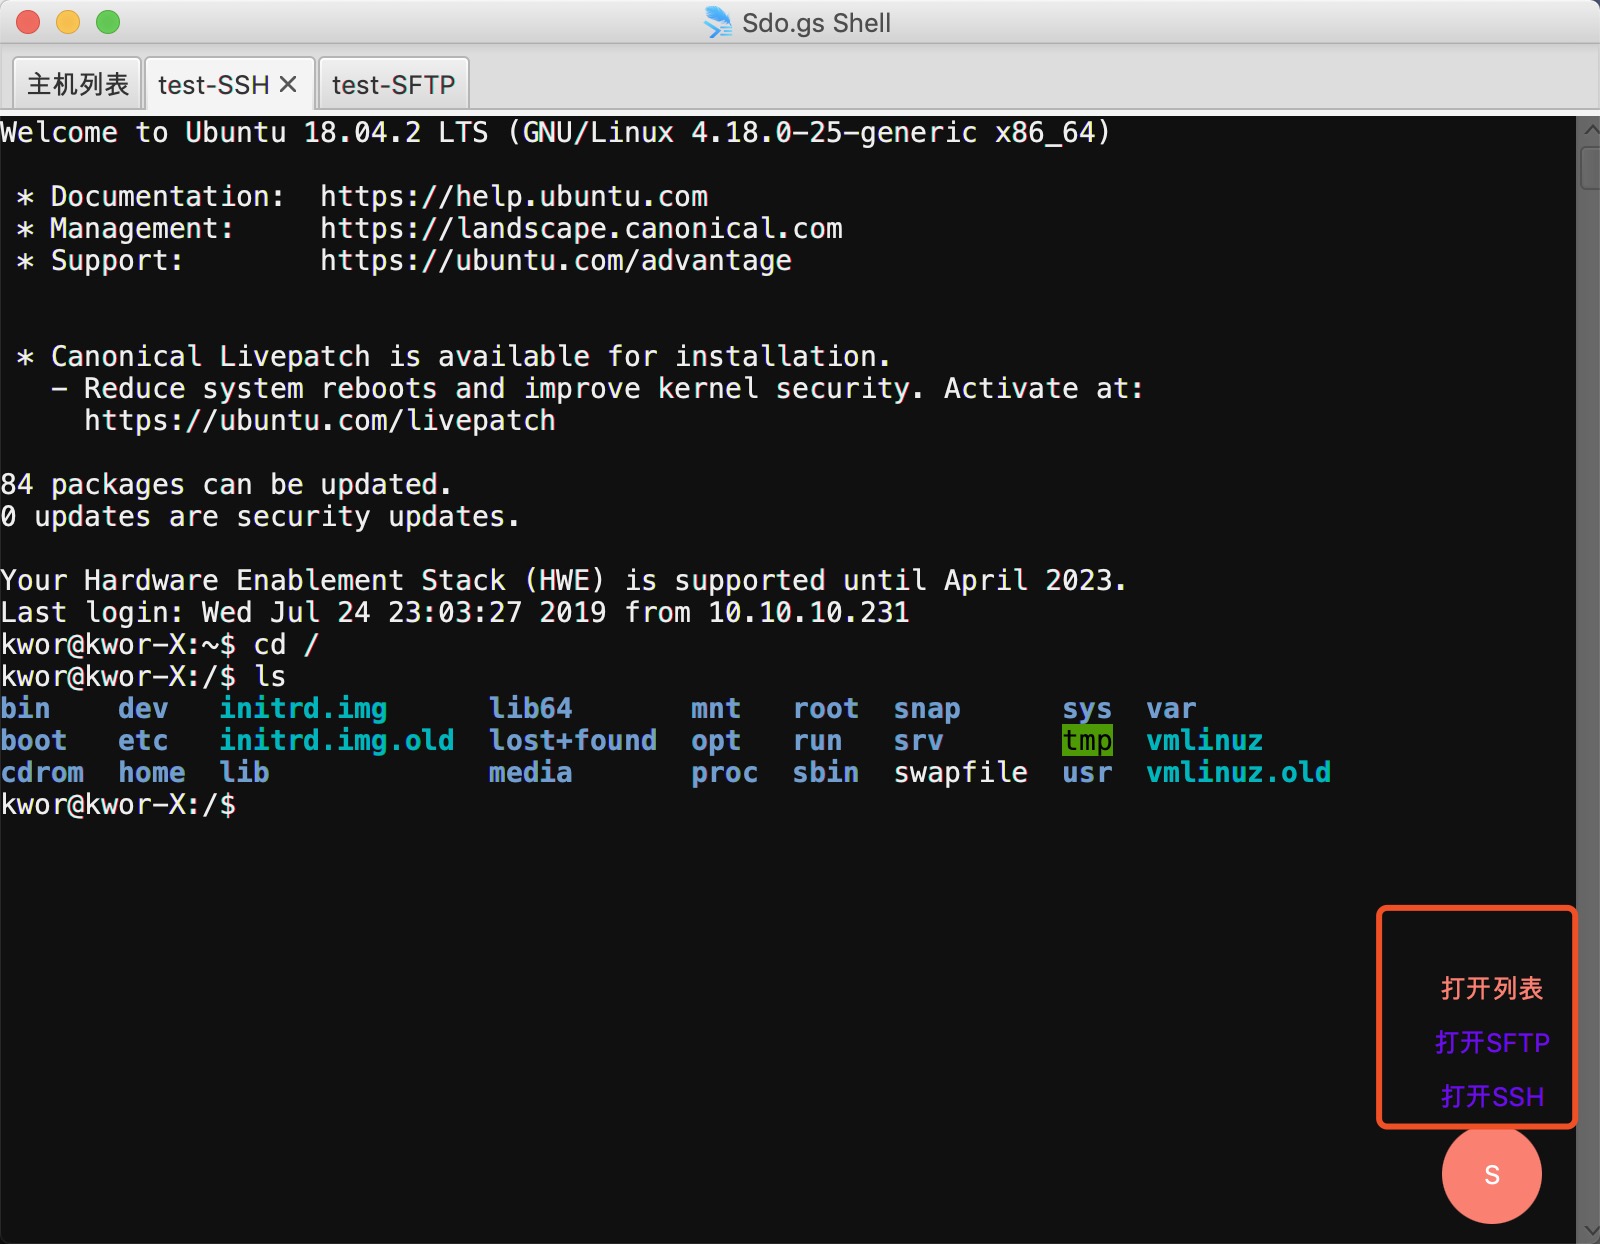 Sdo.gs Shell
主机列表 test-SSH × test-SFTP
Welcome to Ubuntu 18.04.2 LTS (GNU/Linux 4.18.0-25-generic x86_64)
* Documentation:  https://help.ubuntu.com
* Management:     https://landscape.canonical.com
* Support:        https://ubuntu.com/advantage
* Canonical Livepatch is available for installation.
- Reduce system reboots and improve kernel security. Activate at:
https://ubuntu.com/livepatch
84 packages can be updated.
0 updates are security updates.
Your Hardware Enablement Stack (HWE) is supported until April 2023.
Last login: Wed Jul 24 23:03:27 2019 from 10.10.10.231
kwor@kwor-X:~$ cd /
kwor@kwor-X:/$ ls
bin    dev   initrd.img      lib64       mnt   root  snap      sys  var
boot   etc   initrd.img.old  lost+found  opt   run   srv       tmp  vmlinuz
cdrom  home  lib             media       proc  sbin  swapfile  usr  vmlinuz.old
kwor@kwor-X:/$
打开列表
打开SFTP
打开SSH
S